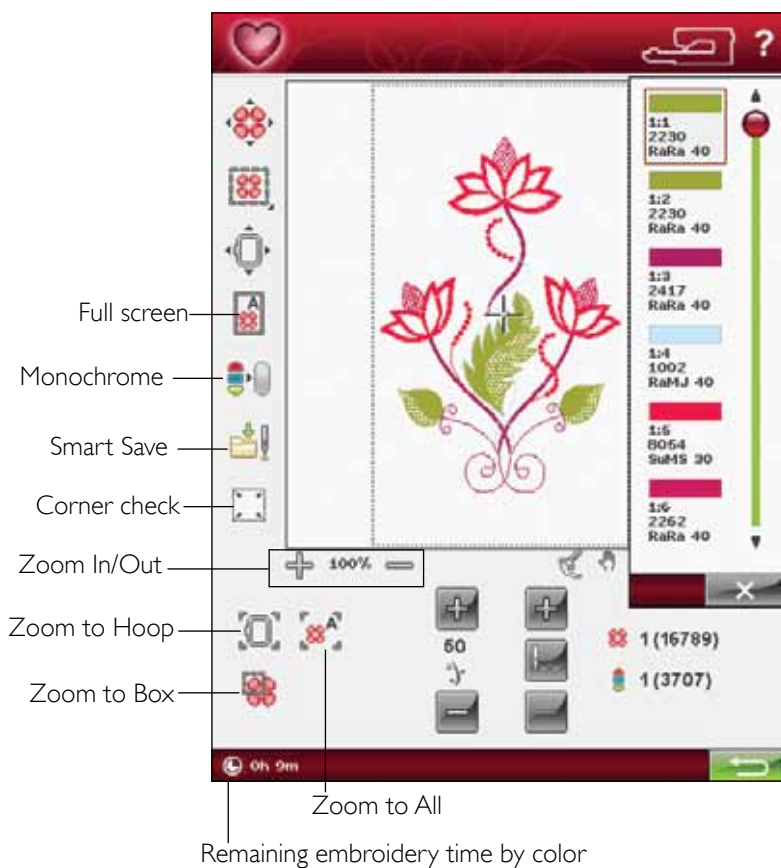 ?
1:1
2230
RaRa 40
1:2
2230
RaRa 40
1:3
2417
RaRa 40
1:4
1002
RaMJ 40
1:5
8054
SuMS 30
1:6
2262
RaRa 40
Full screen
A
Monochrome
Smart Save
Corner check
Zoom In/Out
100%
Zoom to Hoop
A
50
1 (16789)
Zoom to Box
1 (3707)
0h 9m
Zoom to All
Remaining embroidery time by color